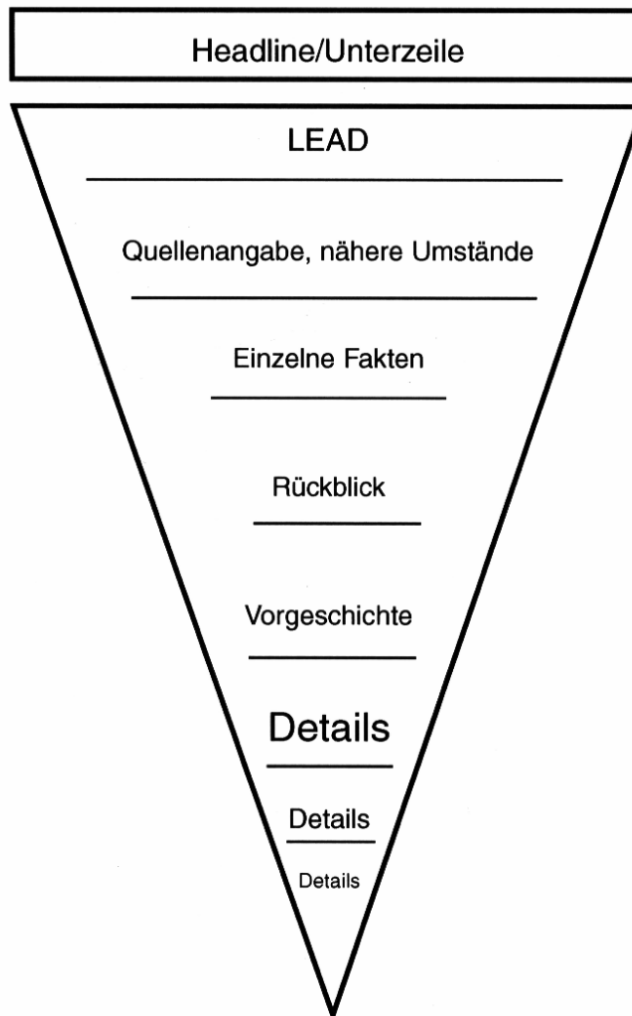 Headline/Unterzeile
LEAD
Quellenangabe, nähere Umstände
Einzelne Fakten
Rückblick
Vorgeschichte
Details
Details
Details